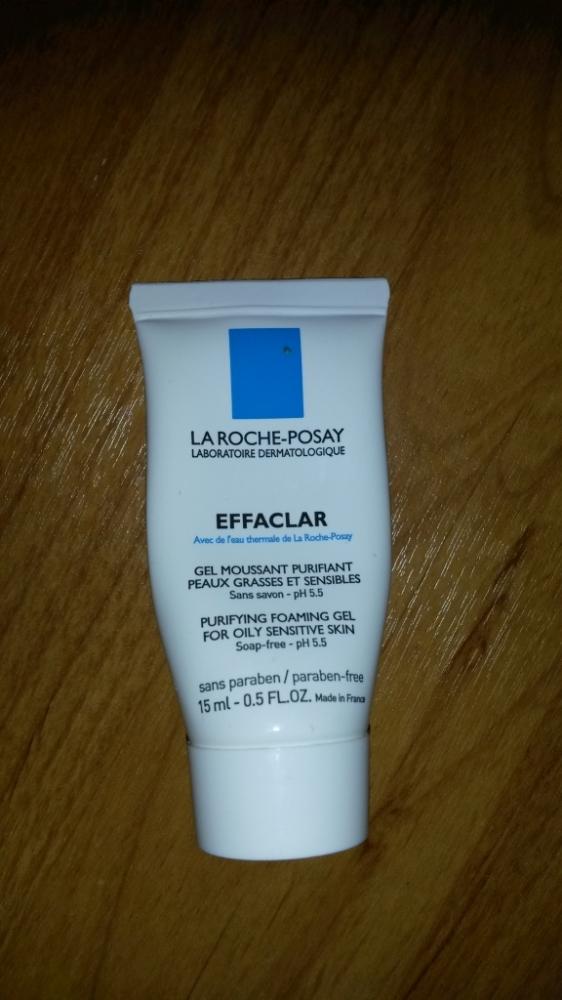 LA ROCHE-POSAY
LABORATOIRE DERMATOLOGIQUE
EFFACLAR
Avec de l'eau thermale de La Roche-Posay
GEL MOUSSANT PURIFIANT
PEAUX GRASSES ET SENSIBLES
Sans savon - pH 5.5
PURIFYING FOAMING GEL
FOR OILY SENSITIVE SKIN
Soap-free - pH 5.5
sans paraben / paraben-free
15 ml - 0.5 FL.OZ. Made in France